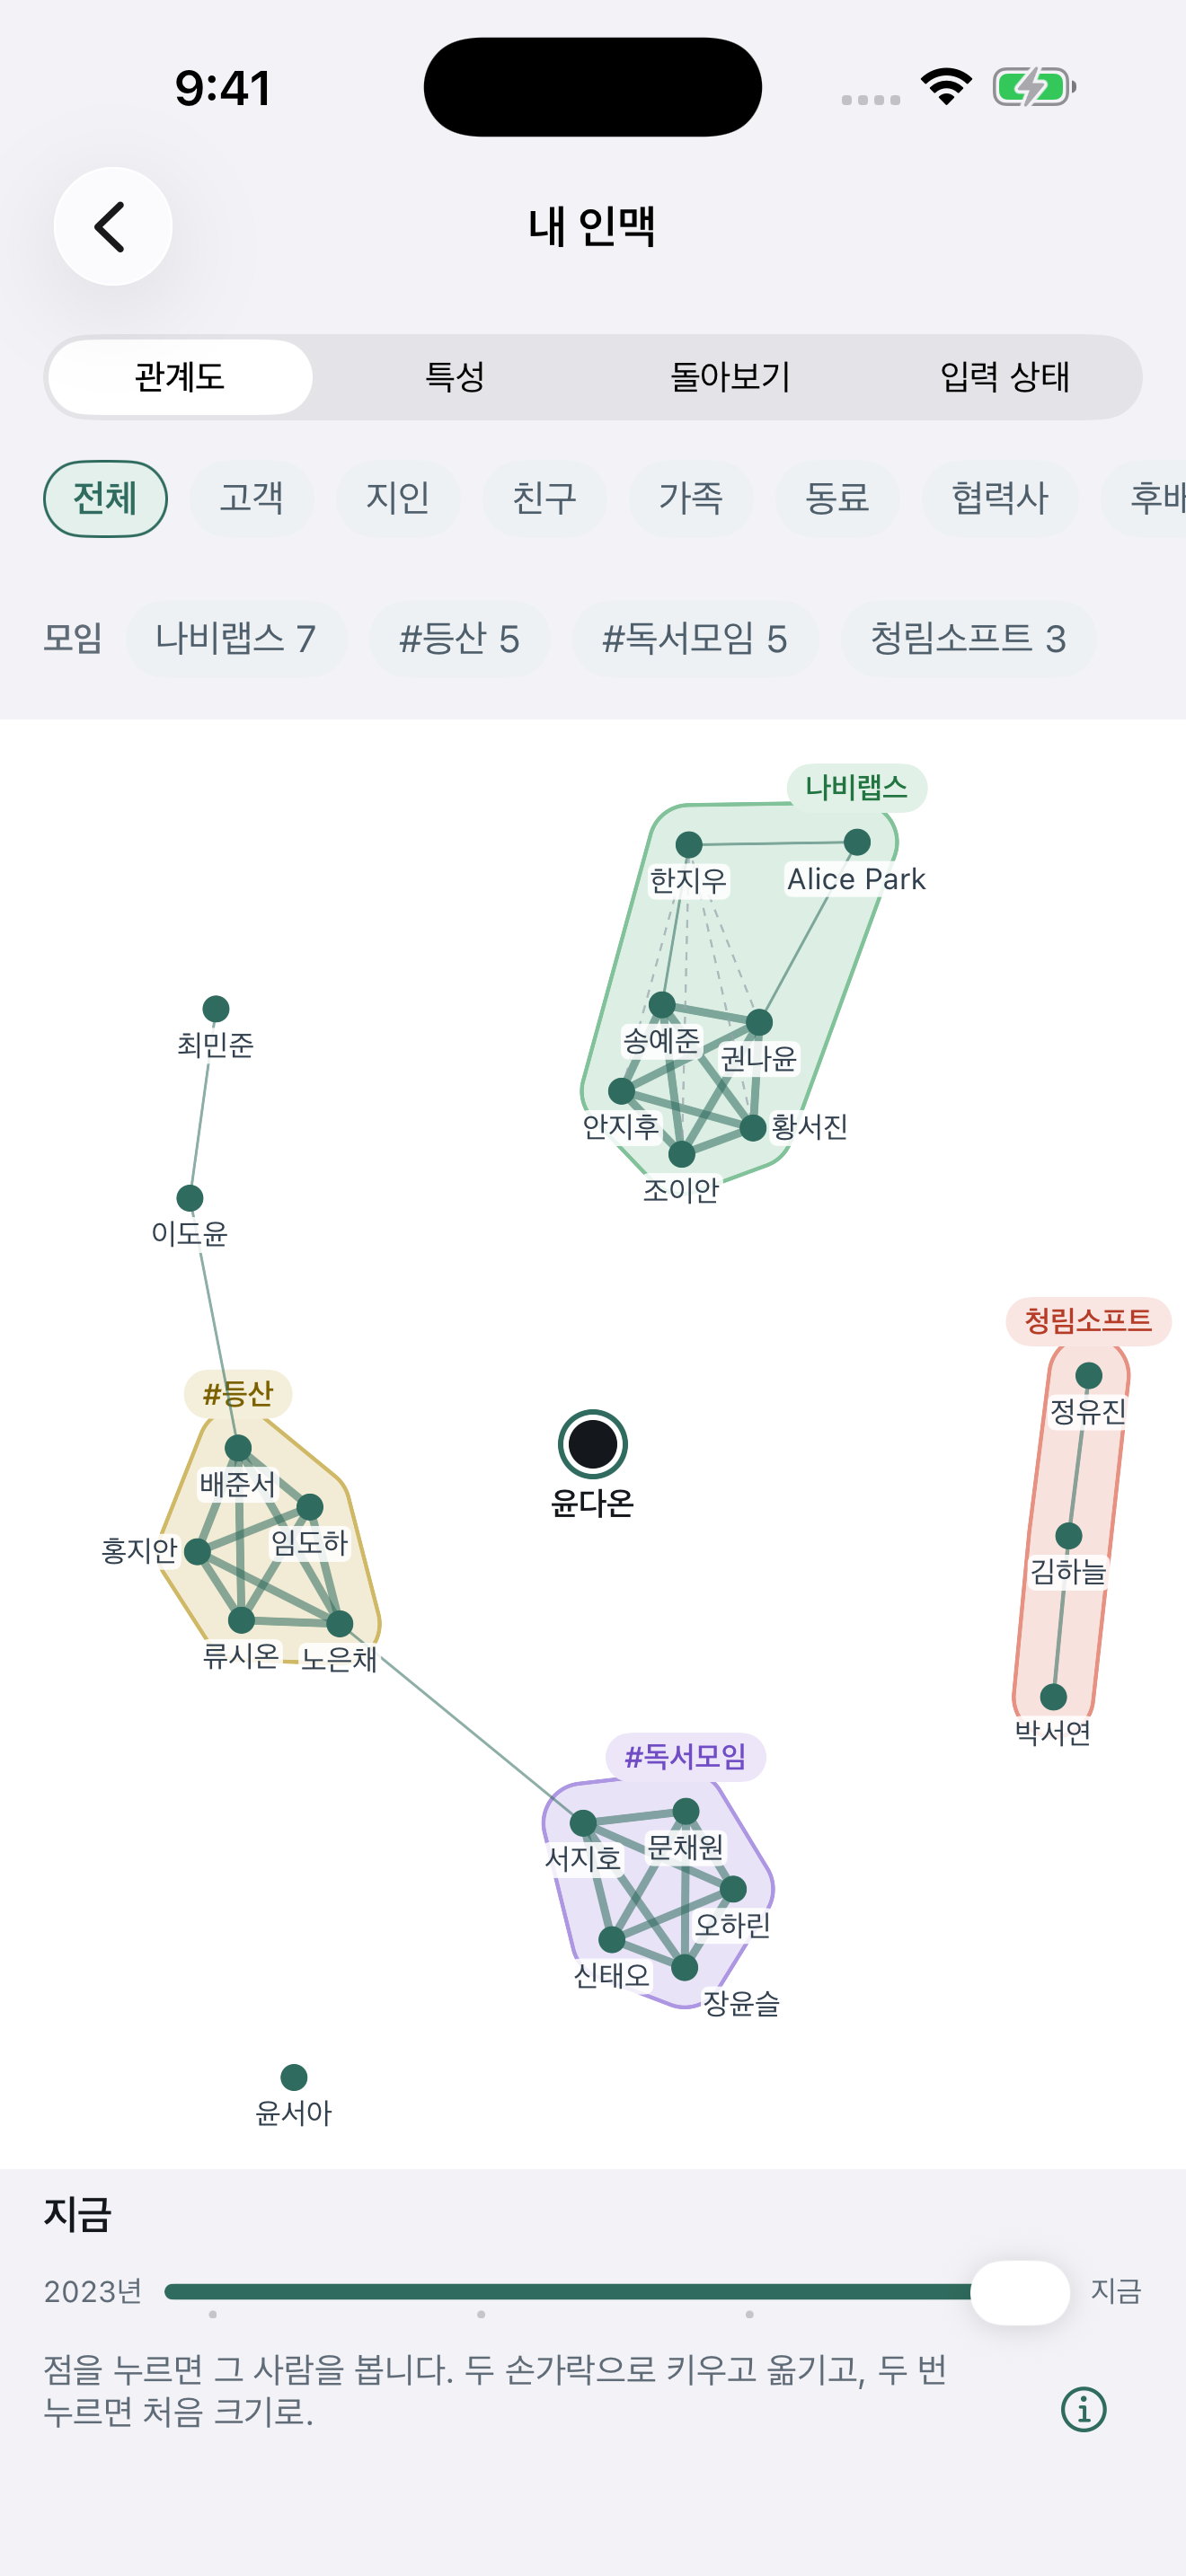 9:41
내 인맥
관계도 특성 돌아보기 입력 상태
전체 고객 지인 친구 가족 동료 협력사 후배
모임 나비랩스 7 #등산 5 #독서모임 5 청림소프트 3
나비랩스
한지우 Alice Park
최민준
송예준
권나윤
안지후 황서진
조이안
이도윤
청림소프트
정유진
#등산
배준서
윤다온
홍지안 임도하
김하늘
류시온 노은채
박서연
#독서모임
서지호 문채원
오하린
신태오
장윤슬
윤서아
지금
2023년 지금
점을 누르면 그 사람을 봅니다. 두 손가락으로 키우고 옮기고, 두 번
누르면 처음 크기로.